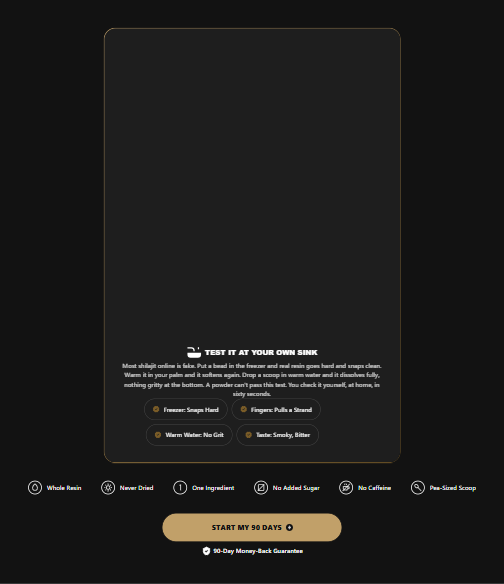 TEST IT AT YOUR OWN SINK
Most shilajit online is fake. Put a bead in the freezer and real resin goes hard and snaps clean.
Warm it in your palm and it softens again. Drop a scoop in warm water and it dissolves fully,
nothing gritty at the bottom. A powder can't pass this test. You check it yourself, at home, in
sixty seconds.
Freezer: Snaps Hard
Fingers: Pulls a Strand
Warm Water: No Grit
Taste: Smoky, Bitter
Whole Resin
Never Dried
1
One Ingredient
No Added Sugar
No Caffeine
Pea-Sized Scoop
START MY 90 DAYS
90-Day Money-Back Guarantee